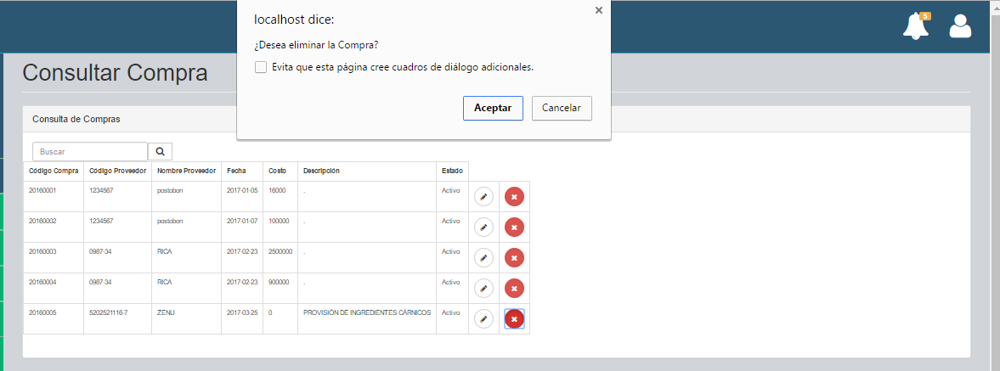 localhost dice:
¿Desea eliminar la Compra?
Evita que esta página cree cuadros de diálogo adicionales.
Aceptar Cancelar
5
Consultar Compra
Consulta de Compras
Buscar
Código Compra Código Proveedor Nombre Proveedor Fecha Costo Descripción Estado
20160001 1234567 postobon 2017-01-05 16000 . Activo
20160002 1234567 postobon 2017-01-07 100000 . Activo
20160003 0987-34 RICA 2017-02-23 2500000 . Activo
20160004 0987-34 RICA 2017-02-23 900000 . Activo
20160005 5202521116-7 ZENU 2017-03-25 0 PROVISIÓN DE INGREDIENTES CÁRNICOS Activo